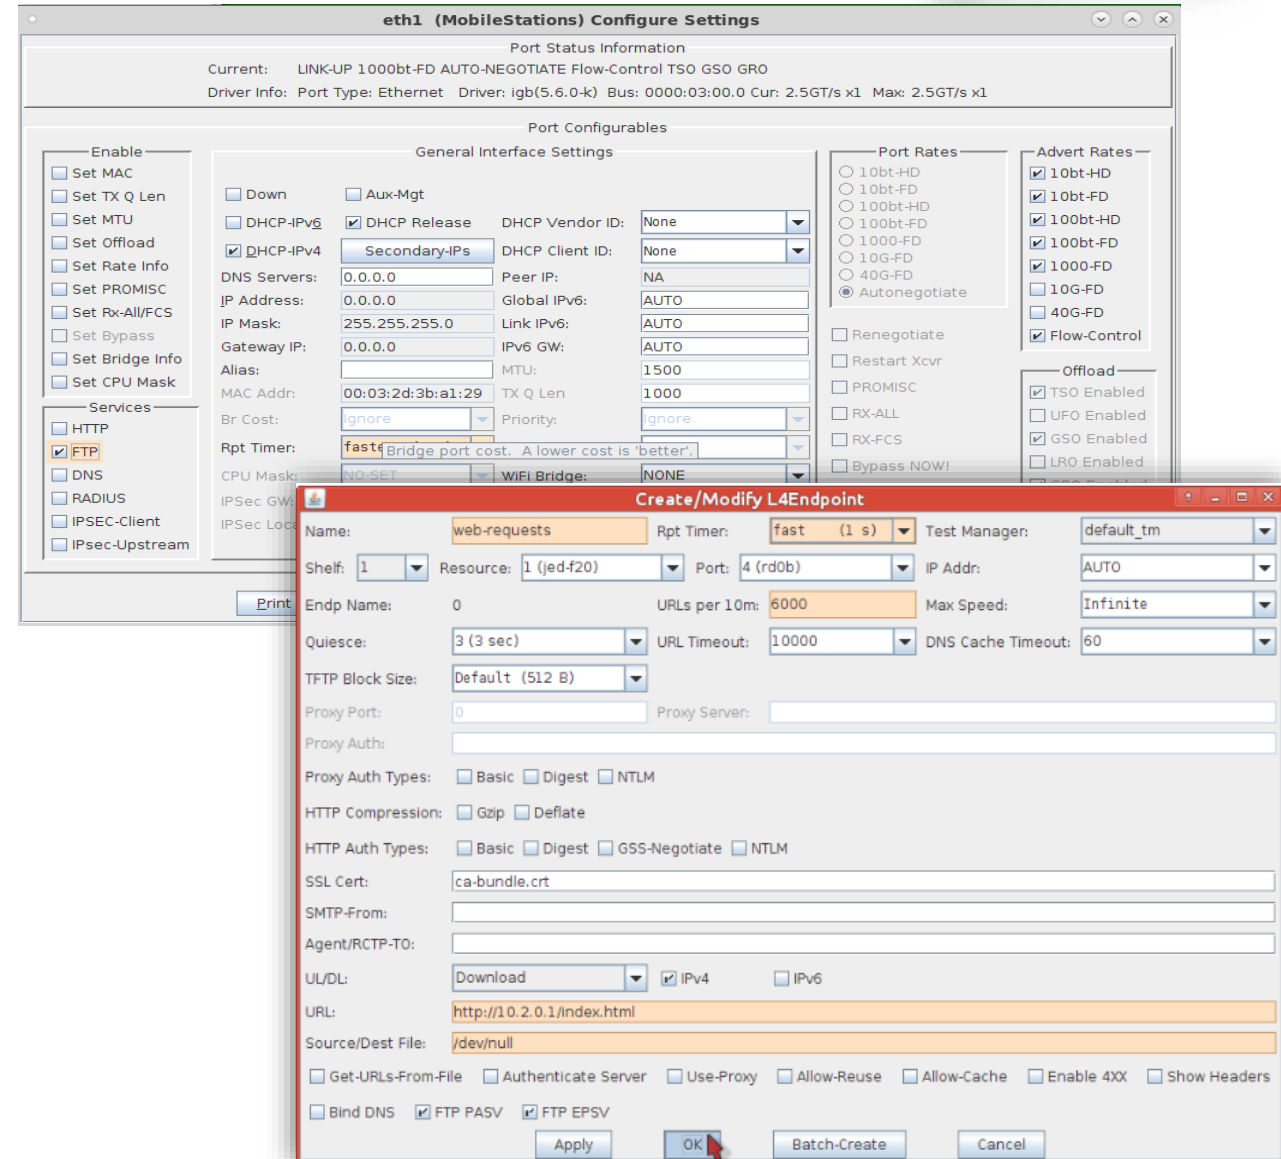 eth1 (MobileStations) Configure Settings
Port Status Information
Current: LINK-UP 1000bt-FD AUTO-NEGOTIATE Flow-Control TSO GSO GRO
Driver Info: Port Type: Ethernet Driver: igb(5.6.0-k) Bus: 0000:03:00.0 Cur: 2.5GT/s x1 Max: 2.5GT/s x1
Port Configurables
Enable
Set MAC
Set TX Q Len
Set MTU
Set Offload
Set Rate Info
Set PROMISC
Set Rx-All/FCS
Set Bypass
Set Bridge Info
Set CPU Mask
Services
HTTP
FTP
DNS
RADIUS
IPSEC-Client
IPsec-Upstream
General Interface Settings
Down Aux-Mgt
DHCP-IPv6 DHCP Release DHCP Vendor ID: None
DHCP-IPv4 Secondary-IPs DHCP Client ID: None
DNS Servers: 0.0.0.0 Peer IP: NA
IP Address: 0.0.0.0 Global IPv6: AUTO
IP Mask: 255.255.255.0 Link IPv6: AUTO
Gateway IP: 0.0.0.0 IPv6 GW: AUTO
Alias: MTU: 1500
MAC Addr: 00:03:2d:3b:a1:29 TX Q Len 1000
Br Cost: Ignore Priority: Ignore
Rpt Timer: faste
Bridge port cost. A lower cost is 'better'.
CPU Mask: NO-SET WiFi Bridge: NONE
IPSec GW:
IPSec Loca
Print
Port Rates
10bt-HD
10bt-FD
100bt-HD
100bt-FD
1000-FD
10G-FD
40G-FD
Autonegotiate
Renegotiate
Restart Xcvr
PROMISC
RX-ALL
RX-FCS
Bypass NOW!
Advert Rates
10bt-HD
10bt-FD
100bt-HD
100bt-FD
1000-FD
10G-FD
40G-FD
Flow-Control
Offload
TSO Enabled
UFO Enabled
GSO Enabled
LRO Enabled
GRO Enabled
Create/Modify L4Endpoint
Name: web-requests Rpt Timer: fast (1 s) Test Manager: default_tm
Shelf: 1 Resource: 1 (jed-f20) Port: 4 (rd0b) IP Addr: AUTO
Endp Name: 0 URLs per 10m: 6000 Max Speed: Infinite
Quiesce: 3 (3 sec) URL Timeout: 10000 DNS Cache Timeout: 60
TFTP Block Size: Default (512 B)
Proxy Port: 0 Proxy Server:
Proxy Auth:
Proxy Auth Types: Basic Digest NTLM
HTTP Compression: Gzip Deflate
HTTP Auth Types: Basic Digest GSS-Negotiate NTLM
SSL Cert: ca-bundle.crt
SMTP-From:
Agent/RCTP-TO:
UL/DL: Download IPv4 IPv6
URL: http://10.2.0.1/index.html
Source/Dest File: /dev/null
Get-URLs-From-File Authenticate Server Use-Proxy Allow-Reuse Allow-Cache Enable 4XX Show Headers
Bind DNS FTP PASV FTP EPSV
Apply OK Batch-Create Cancel